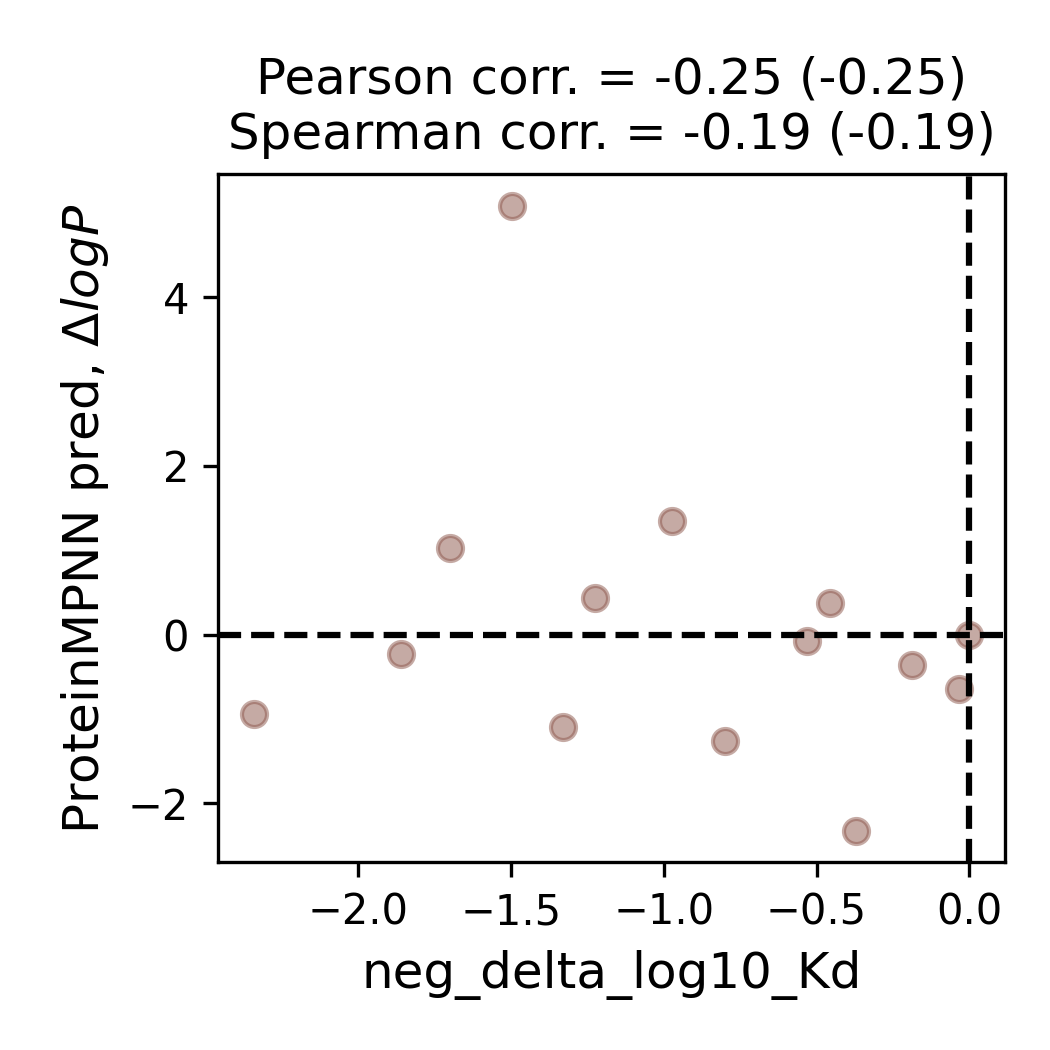 Pearson corr. = -0.25 (-0.25)
Spearman corr. = -0.19 (-0.19)
ProteinMPNN pred, ΔlogP
4
2
0
−2
−2.0 −1.5 −1.0 −0.5 0.0
neg_delta_log10_Kd